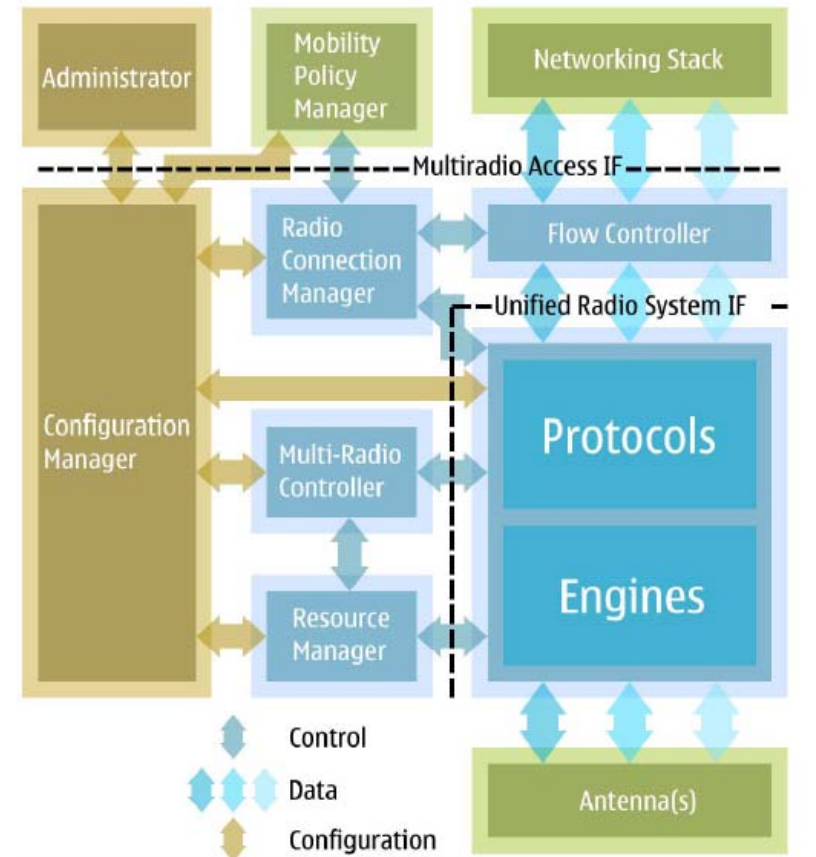 Administrator
Mobility
Policy
Manager
Networking Stack
Multiradio Access IF
Radio
Connection
Manager
Flow Controller
Unified Radio System IF
Configuration
Manager
Protocols
Multi-Radio
Controller
Engines
Resource
Manager
Control
Data
Configuration
Antenna(s)